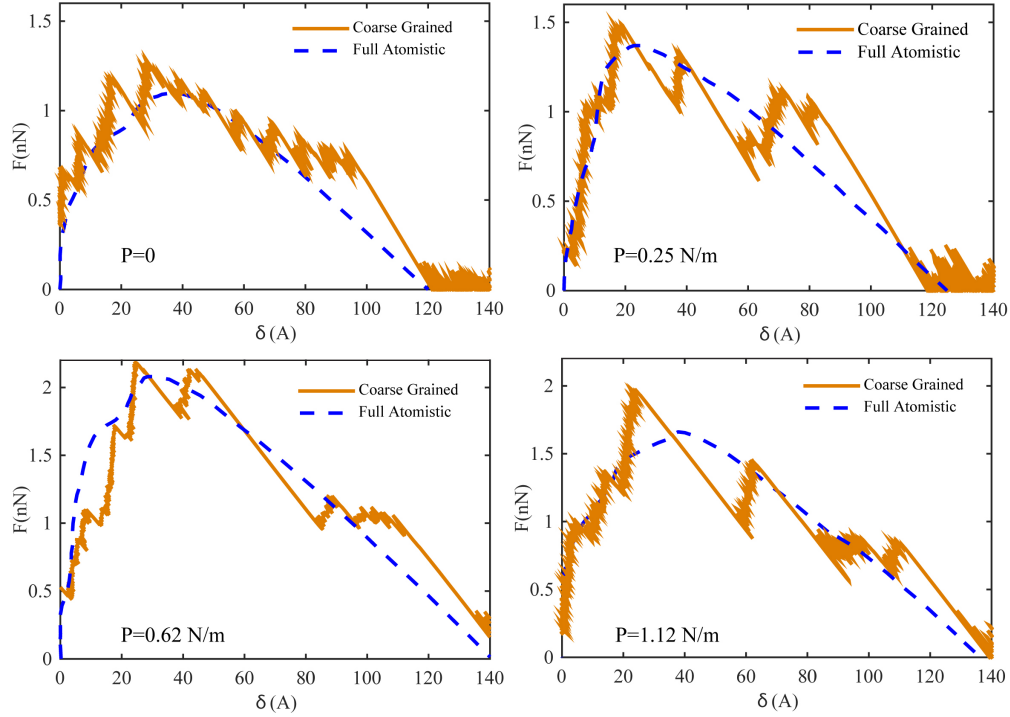 1.5
Coarse Grained
Full Atomistic
1
F(nN)
0.5
P=0
0
0 20 40 60 80 100 120 140
δ (A)
1.5
Coarse Grained
Full Atomistic
1
F(nN)
0.5
P=0.25 N/m
0
0 20 40 60 80 100 120 140
δ (A)
2
Coarse Grained
Full Atomistic
1.5
F(nN)
1
0.5
P=0.62 N/m
0
0 20 40 60 80 100 120 140
δ (A)
2
Coarse Grained
Full Atomistic
1.5
F(nN)
1
0.5
P=1.12 N/m
0
0 20 40 60 80 100 120 140
δ (A)